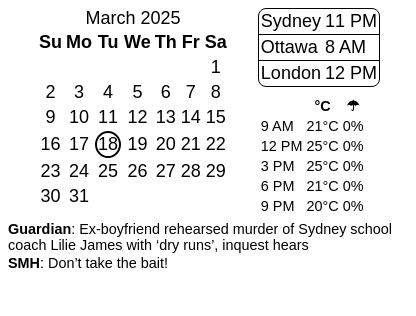 March 2025
Su Mo Tu We Th Fr Sa
1
2 3 4 5 6 7 8
9 10 11 12 13 14 15
16 17 18 19 20 21 22
23 24 25 26 27 28 29
30 31
Sydney 11 PM
Ottawa 8 AM
London 12 PM
°C ☂
9 AM 21°C 0%
12 PM 25°C 0%
3 PM 25°C 0%
6 PM 21°C 0%
9 PM 20°C 0%
Guardian: Ex-boyfriend rehearsed murder of Sydney school
coach Lilie James with ‘dry runs’, inquest hears
SMH: Don’t take the bait!